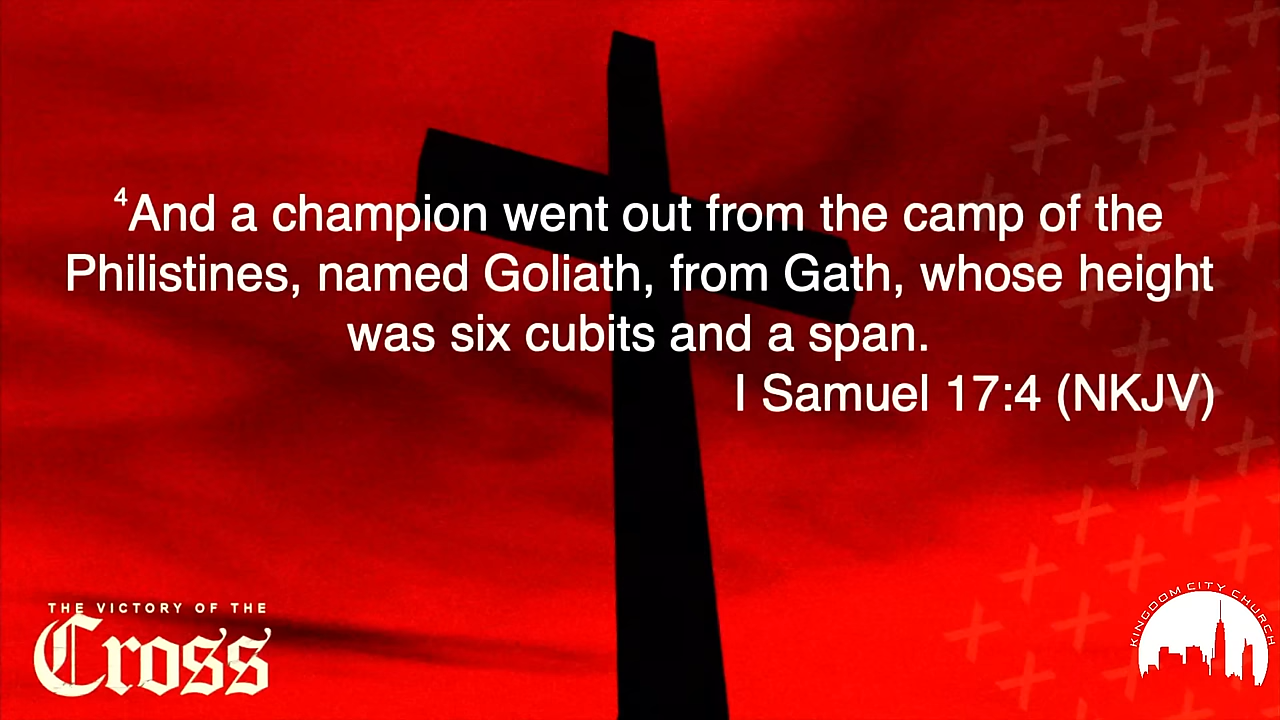 ⁴And a champion went out from the camp of the
Philistines, named Goliath, from Gath, whose height
was six cubits and a span.
I Samuel 17:4 (NKJV)
THE VICTORY OF THE
Cross
KINGDOM CITY CHURCH